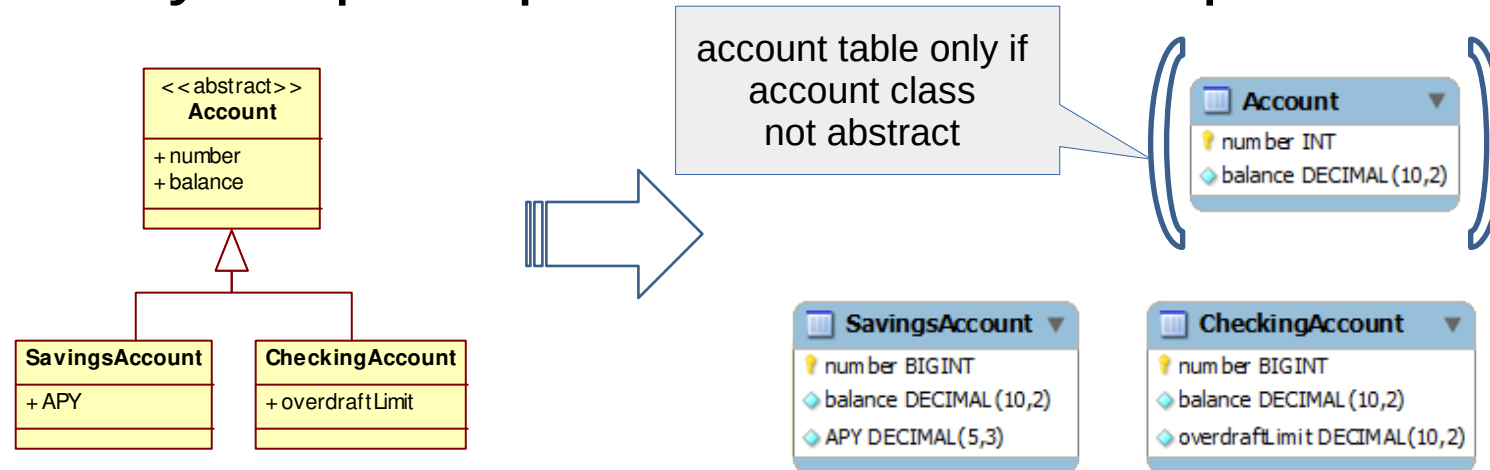 <<abstract>>
Account
+ number
+ balance
SavingsAccount
+ APY
CheckingAccount
+ overdraftLimit
account table only if
account class
not abstract
Account
number INT
balance DECIMAL(10,2)
SavingsAccount
number BIGINT
balance DECIMAL(10,2)
APY DECIMAL(5,3)
CheckingAccount
number BIGINT
balance DECIMAL(10,2)
overdraftLimit DECIMAL(10,2)